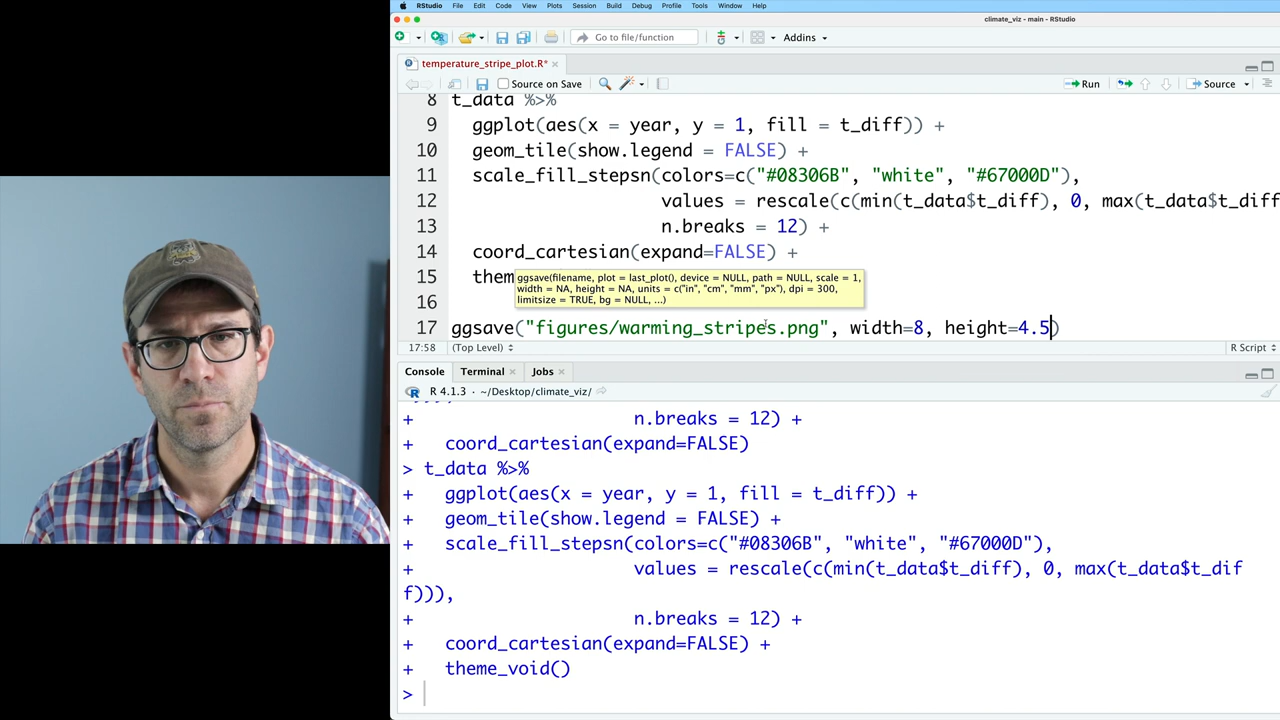 RStudio File Edit Code View Plots Session Build Debug Profile Tools Window Help
climate_viz - main - RStudio
Go to file/function Addins
temperature_stripe_plot.R*
Source on Save Run Source
8 t_data %>%
9 ggplot(aes(x = year, y = 1, fill = t_diff)) +
10 geom_tile(show.legend = FALSE) +
11 scale_fill_stepsn(colors=c("#08306B", "white", "#67000D"),
12 values = rescale(c(min(t_data$t_diff), 0, max(t_data$t_diff
13 n.breaks = 12) +
14 coord_cartesian(expand=FALSE) +
15 them
ggsave(filename, plot = last_plot(), device = NULL, path = NULL, scale = 1,
width = NA, height = NA, units = c("in", "cm", "mm", "px"), dpi = 300,
limitsize = TRUE, bg = NULL, ...)
16
17 ggsave("figures/warming_stripes.png", width=8, height=4.5)
17:58 (Top Level) R Script
Console Terminal Jobs
R 4.1.3 · ~/Desktop/climate_viz/
+ n.breaks = 12) +
+ coord_cartesian(expand=FALSE)
> t_data %>%
+ ggplot(aes(x = year, y = 1, fill = t_diff)) +
+ geom_tile(show.legend = FALSE) +
+ scale_fill_stepsn(colors=c("#08306B", "white", "#67000D"),
+ values = rescale(c(min(t_data$t_diff), 0, max(t_data$t_dif
f))),
+ n.breaks = 12) +
+ coord_cartesian(expand=FALSE) +
+ theme_void()
>